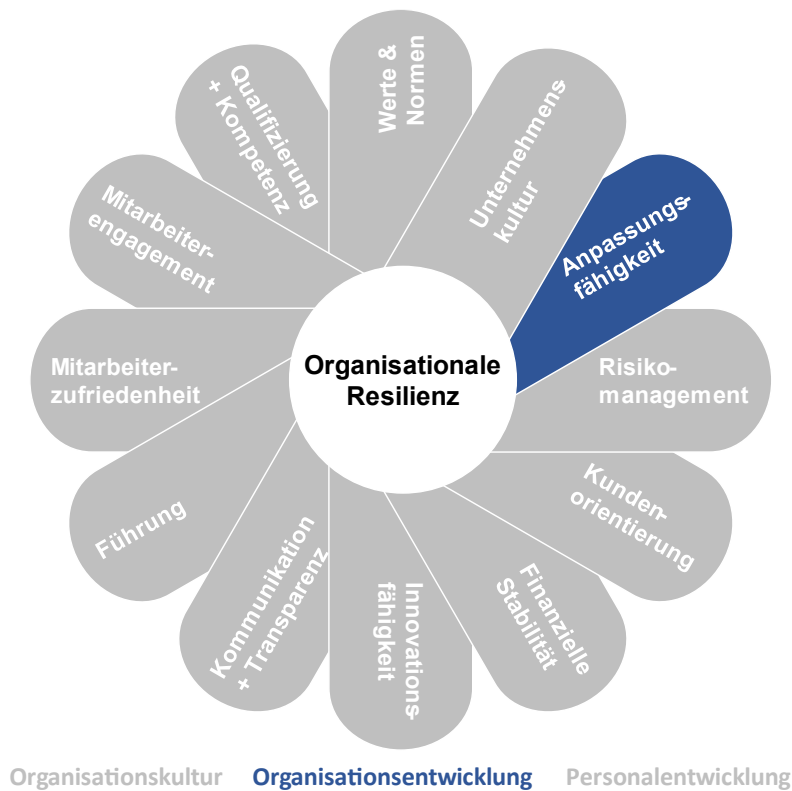 Werte &
Normen
Unternehmens-
kultur
Anpassungs-
fähigkeit
Risiko-
management
Kunden-
orientierung
Finanzielle
Stabilität
Innovations-
fähigkeit
Kommunikation
+ Transparenz
Führung
Mitarbeiter-
zufriedenheit
Mitarbeiter-
engagement
Qualifizierung
+ Kompetenz
Organisationale
Resilienz
Organisationskultur Organisationsentwicklung Personalentwicklung